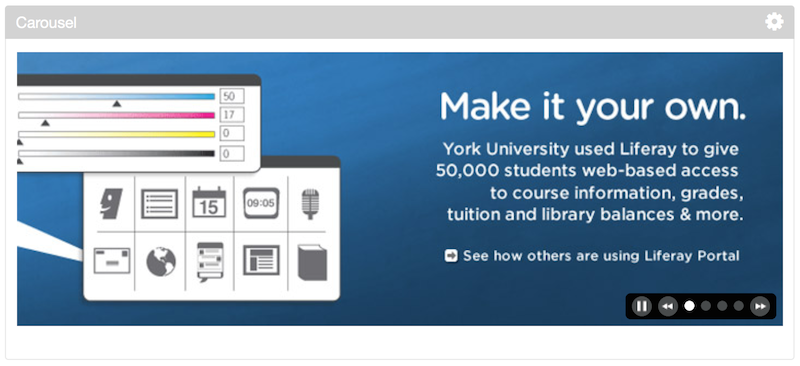 Carousel
50
17
0
0
15
09:05
Make it your own.
York University used Liferay to give
50,000 students web-based access
to course information, grades,
tuition and library balances & more.
See how others are using Liferay Portal